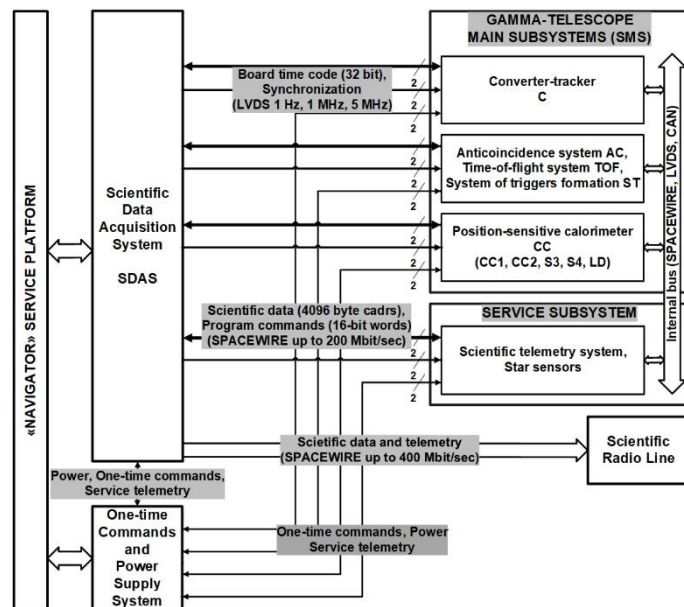 GAMMA-TELESCOPE
MAIN SUBSYSTEMS (SMS)
Board time code (32 bit),
Synchronization
(LVDS 1 Hz, 1 MHz, 5 MHz)
2
2
2
Converter-tracker
C
2
2
2
Anticoincidence system AC,
Time-of-flight system TOF,
System of triggers formation ST
Scientific
Data
Acquisition
System
SDAS
2
2
2
Position-sensitive calorimeter
CC
(CC1, CC2, S3, S4, LD)
Internal bus (SPACEWIRE, LVDS, CAN)
«NAVIGATOR» SERVICE PLATFORM
Scientific data (4096 byte cadrs),
Program commands (16-bit words)
(SPACEWIRE up to 200 Mbit/sec)
SERVICE SUBSYSTEM
2
2
2
Scientific telemetry system,
Star sensors
Scietific data and telemetry
(SPACEWIRE up to 400 Mbit/sec)
Scientific
Radio Line
Power, One-time commands,
Service telemetry
One-time
Commands
and
Power
Supply
System
One-time commands, Power
Service telemetry